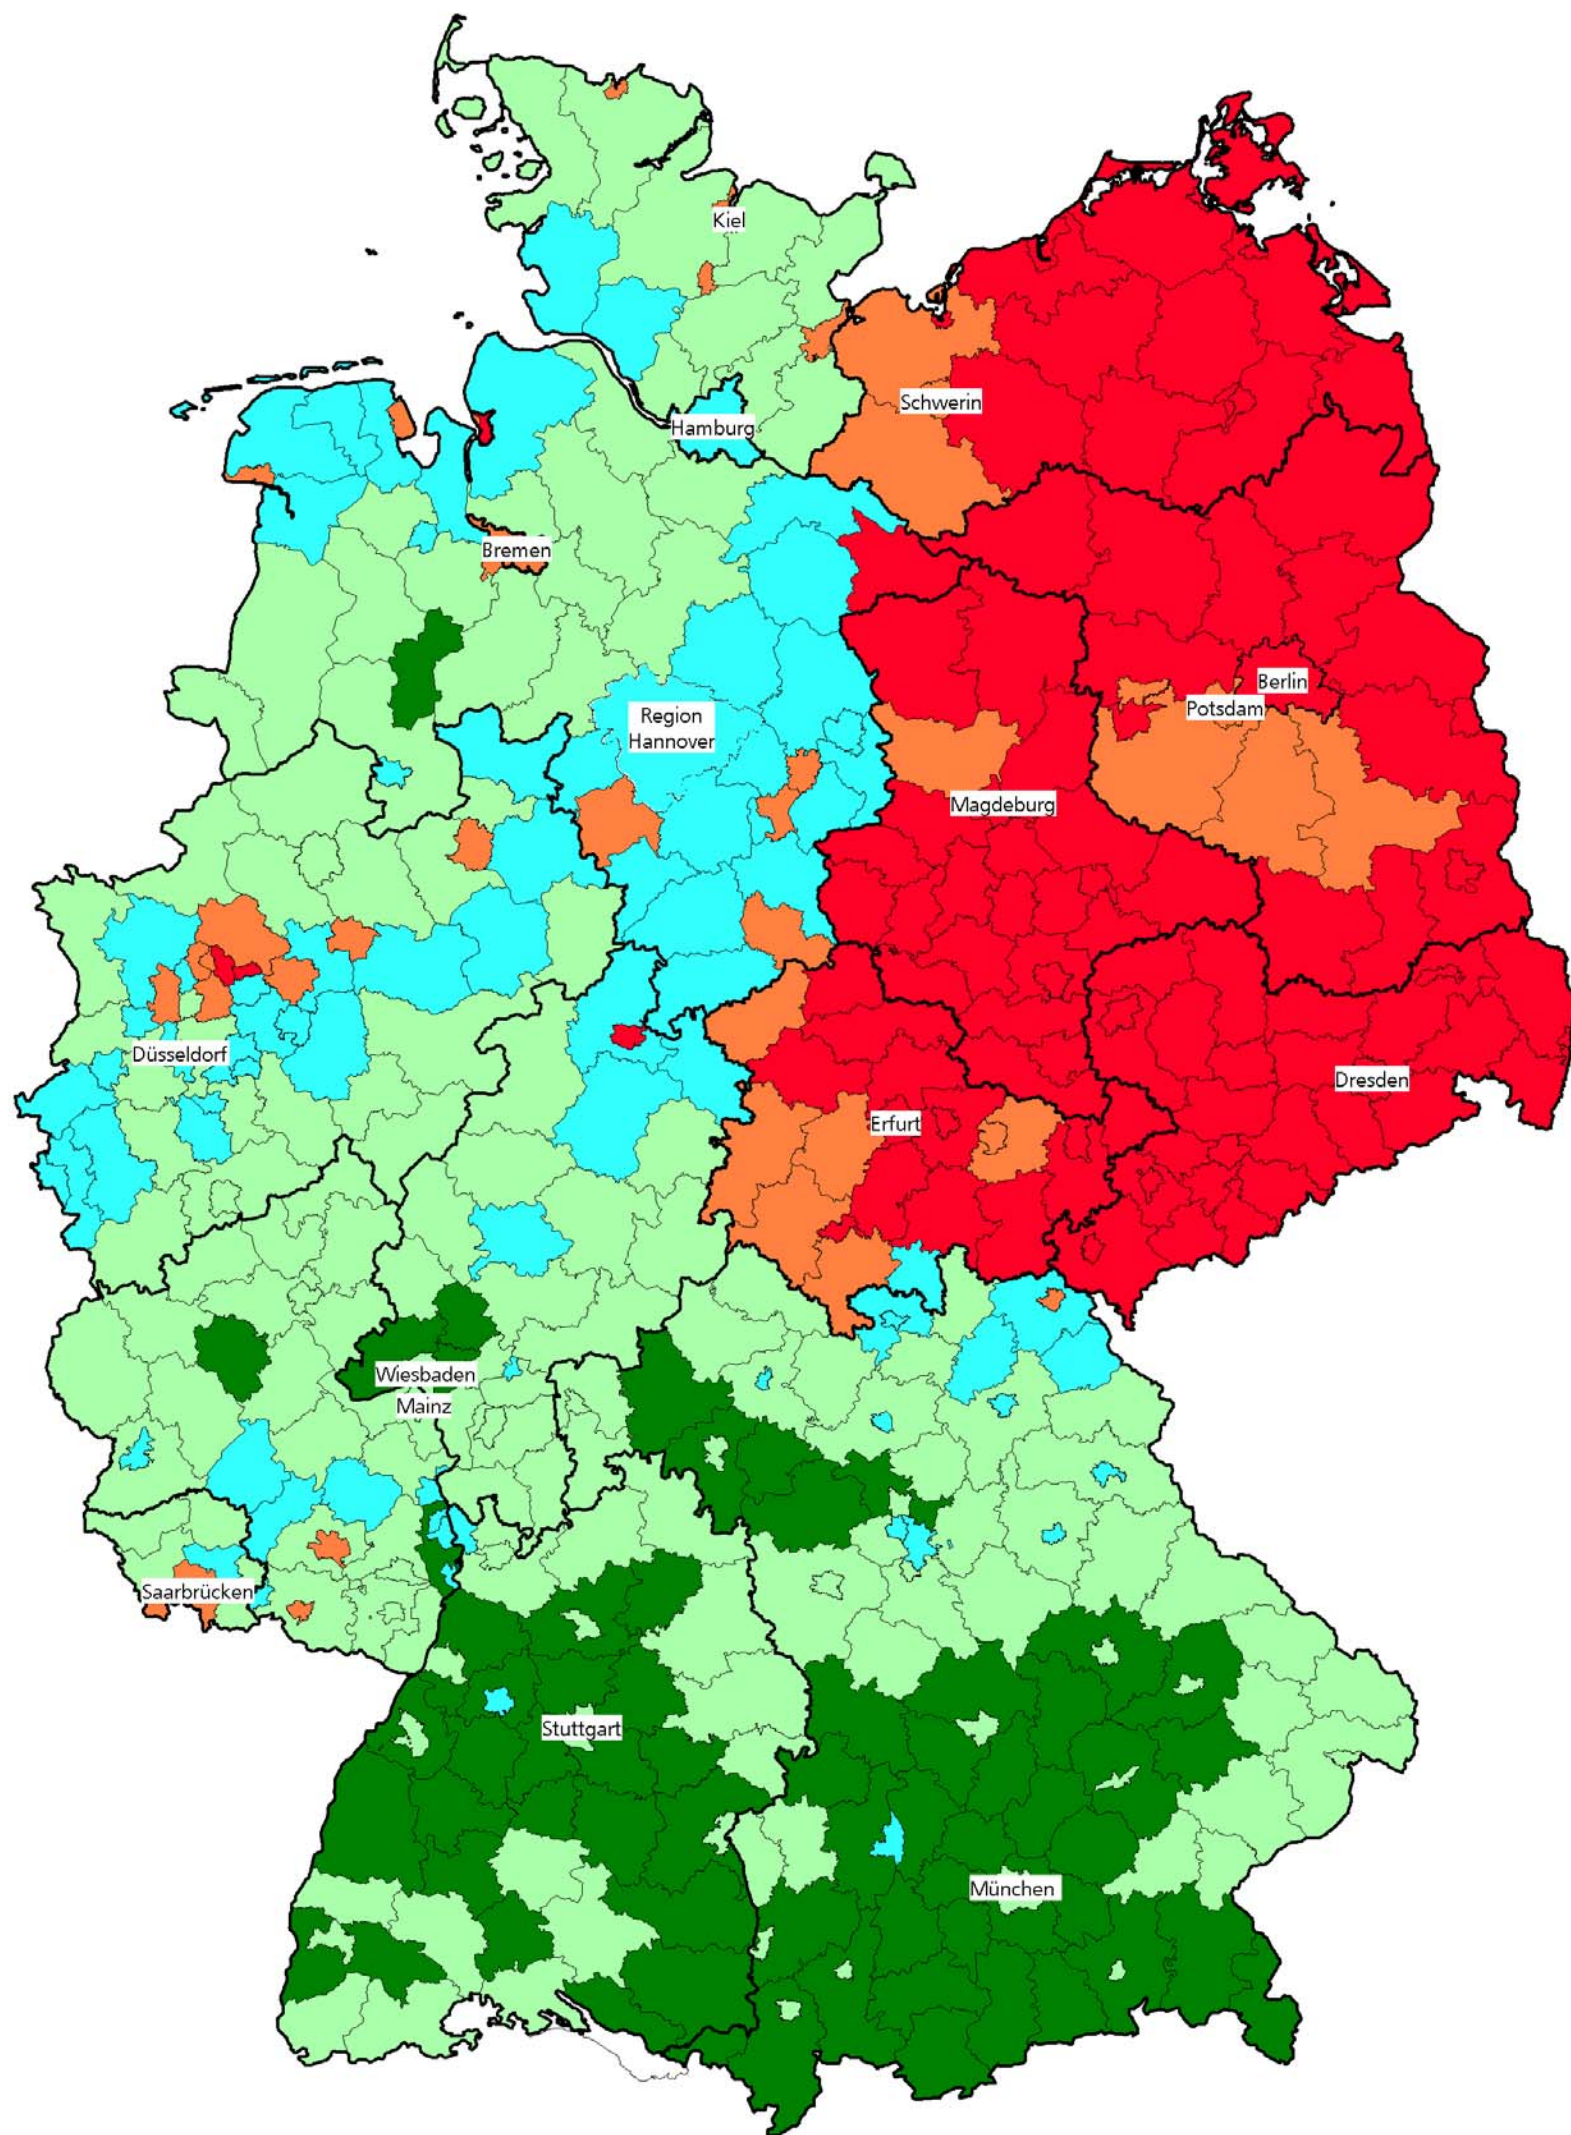 Kiel
Schwerin
Hamburg
Bremen
Berlin
Potsdam
Region
Hannover
Magdeburg
Düsseldorf
Dresden
Erfurt
Wiesbaden
Mainz
Saarbrücken
Stuttgart
München